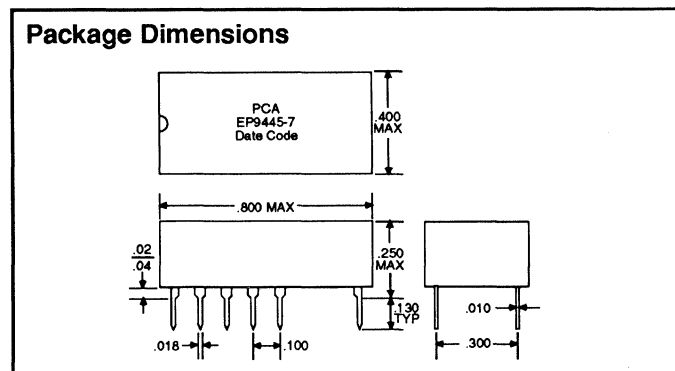 Package Dimensions
PCA
EP9445-7
Date Code
.400
MAX
.800 MAX
.02
.04
.250
MAX
.130
TYP
.010
.018
.100
.300